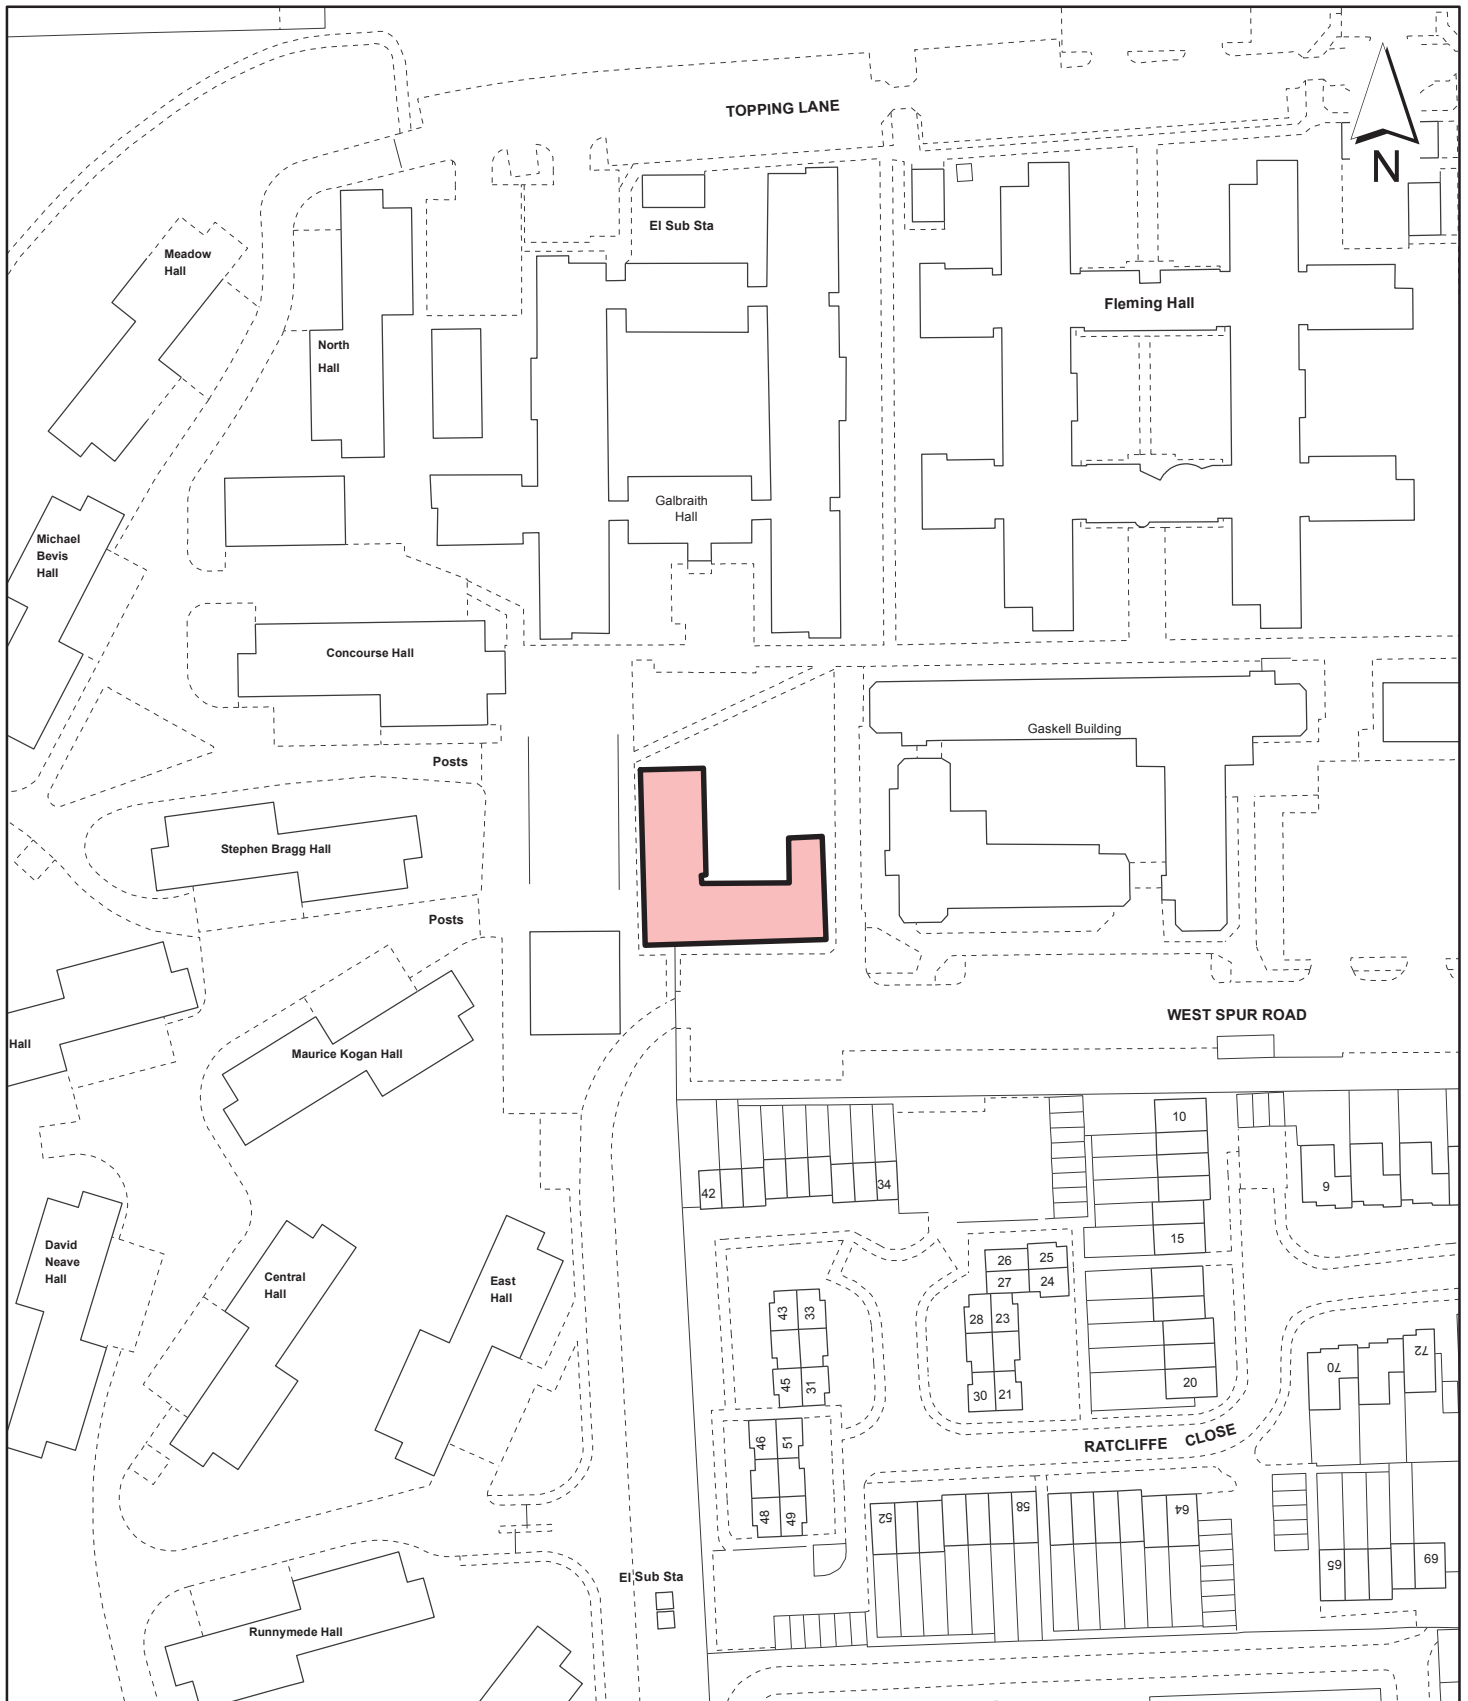 TOPPING LANE
N
El Sub Sta
Meadow
Hall
Fleming Hall
North
Hall
Galbraith
Hall
Michael
Bevis
Hall
Concourse Hall
Gaskell Building
Posts
Stephen Bragg Hall
Posts
WEST SPUR ROAD
Hall
Maurice Kogan Hall
10
9
42
34
15
David
Neave
Hall
Central
Hall
East
Hall
26
25
27
24
43
33
28
23
45
31
30
21
20
70
72
46
51
RATCLIFFE CLOSE
48
49
52
58
64
65
69
El Sub Sta
Runnymede Hall